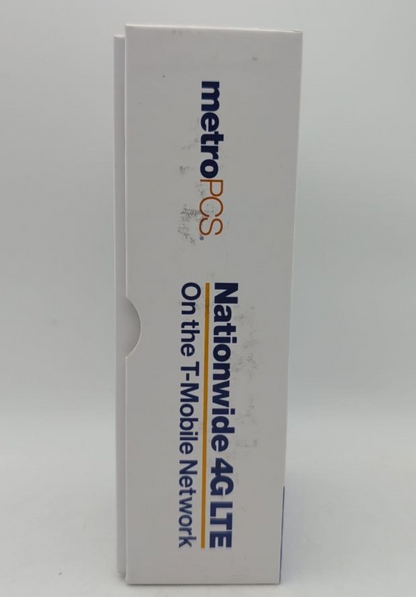 metroPCS.
Nationwide 4G LTE
On the T-Mobile Network